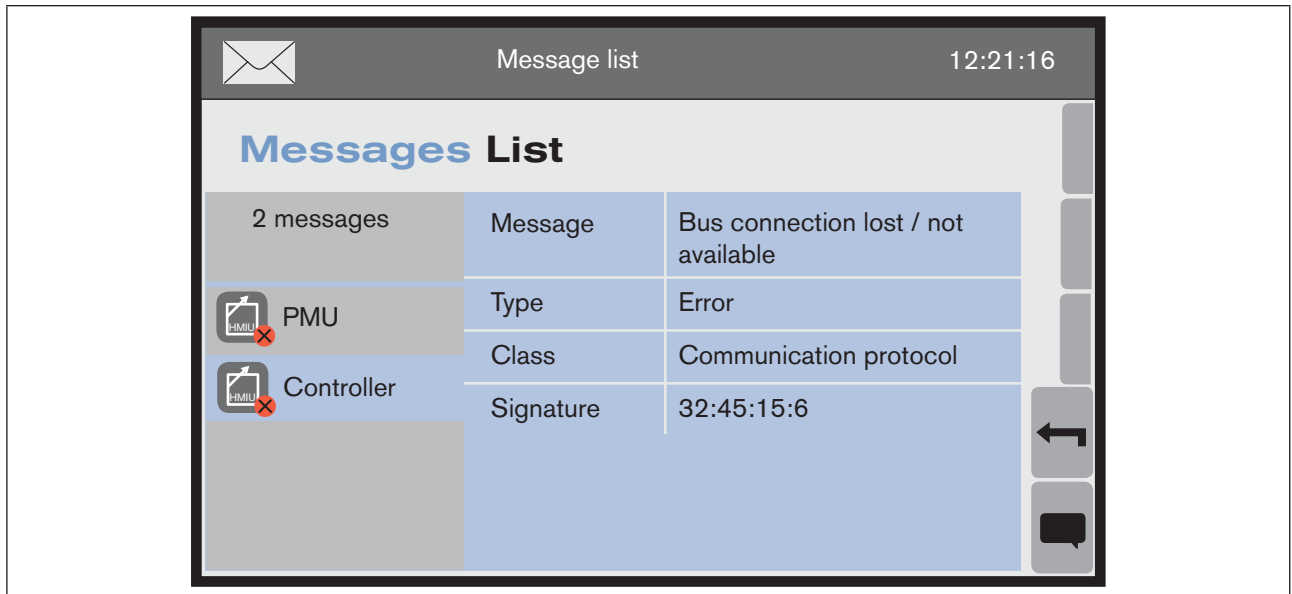 Message list
12:21:16
Messages List
2 messages
Message
Bus connection lost / not
available
HMIU
PMU
Type
Error
Class
Communication protocol
HMIU
Controller
Signature
32:45:15:6